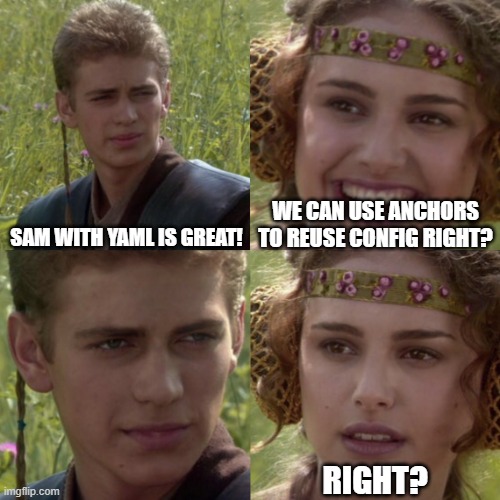 SAM WITH YAML IS GREAT!
WE CAN USE ANCHORS
TO REUSE CONFIG RIGHT?
RIGHT?
imgflip.com